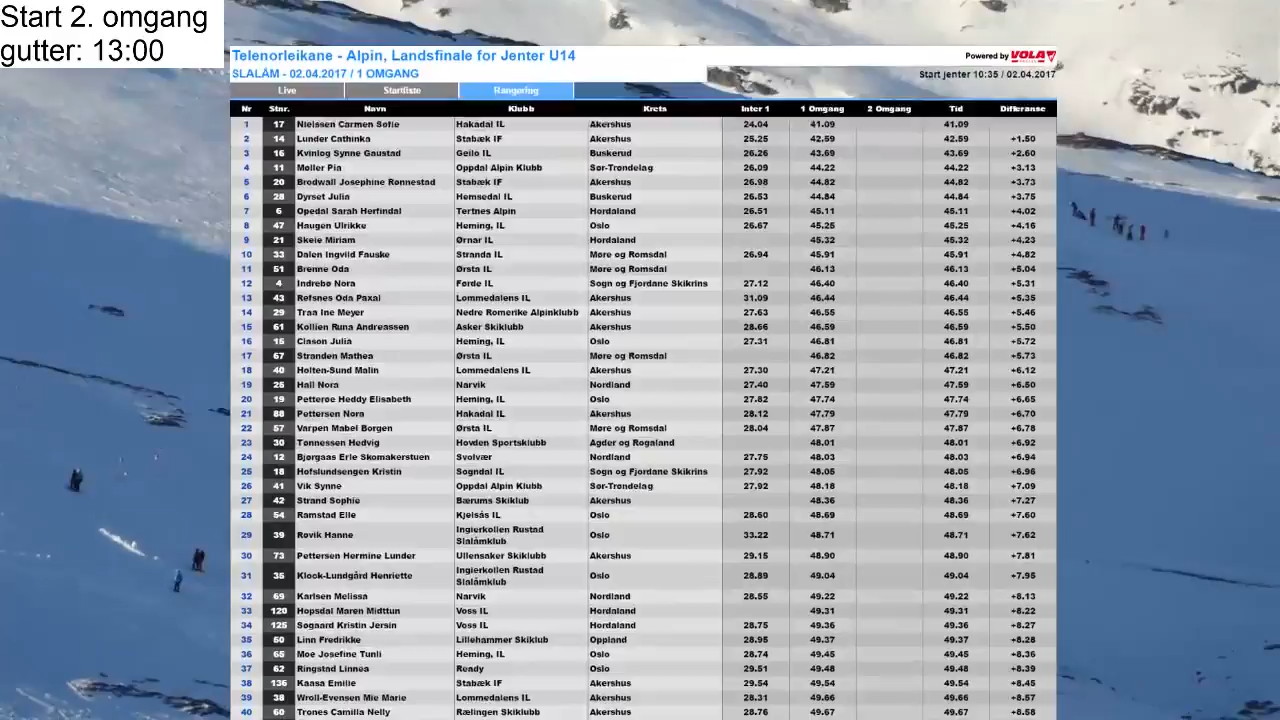 Start 2. omgang
gutter: 13:00
Telenorleikane - Alpin, Landsfinale for Jenter U14
Powered by VOLA
SLALÅM - 02.04.2017 / 1 OMGANG
Start jenter 10:35 / 02.04.2017
Live Startliste Rangering
Nr Stnr. Navn Klubb Krets Inter 1 1 Omgang 2 Omgang Tid Differanse
1 17 Nielssen Carmen Sofie Hakadal IL Akershus 24.04 41.09 41.09
2 14 Lunder Cathinka Stabæk IF Akershus 25.25 42.59 42.59 +1.50
3 16 Kvinlog Synne Gaustad Geilo IL Buskerud 26.26 43.69 43.69 +2.60
4 11 Møller Pia Oppdal Alpin Klubb Sør-Trøndelag 26.09 44.22 44.22 +3.13
5 20 Brodwall Josephine Rønnestad Stabæk IF Akershus 26.98 44.82 44.82 +3.73
6 28 Dyrset Julia Hemsedal IL Buskerud 26.53 44.84 44.84 +3.75
7 6 Opedal Sarah Herfindal Tertnes Alpin Hordaland 26.51 45.11 45.11 +4.02
8 47 Haugen Ulrikke Heming, IL Oslo 26.67 45.25 45.25 +4.16
9 21 Skeie Miriam Ørnar IL Hordaland 45.32 45.32 +4.23
10 33 Dalen Ingvild Fauske Stranda IL Møre og Romsdal 26.94 45.91 45.91 +4.82
11 51 Brenne Oda Ørsta IL Møre og Romsdal 46.13 46.13 +5.04
12 4 Indrebø Nora Førde IL Sogn og Fjordane Skikrins 27.12 46.40 46.40 +5.31
13 43 Refsnes Oda Paxal Lommedalens IL Akershus 31.09 46.44 46.44 +5.35
14 29 Traa Ine Meyer Nedre Romerike Alpinklubb Akershus 27.63 46.55 46.55 +5.46
15 61 Kollien Runa Andreassen Asker Skiklubb Akershus 28.66 46.59 46.59 +5.50
16 15 Clason Julia Heming, IL Oslo 27.31 46.81 46.81 +5.72
17 67 Stranden Mathea Ørsta IL Møre og Romsdal 46.82 46.82 +5.73
18 40 Holten-Sund Malin Lommedalens IL Akershus 27.30 47.21 47.21 +6.12
19 25 Hall Nora Narvik Nordland 27.40 47.59 47.59 +6.50
20 19 Petterøe Heddy Elisabeth Heming, IL Oslo 27.82 47.74 47.74 +6.65
21 88 Pettersen Nora Hakadal IL Akershus 28.12 47.79 47.79 +6.70
22 57 Varpen Mabel Borgen Ørsta IL Møre og Romsdal 28.04 47.87 47.87 +6.78
23 30 Tønnessen Hedvig Hovden Sportsklubb Agder og Rogaland 48.01 48.01 +6.92
24 12 Bjørgaas Erle Skomakerstuen Svolvær Nordland 27.75 48.03 48.03 +6.94
25 18 Hofslundsengen Kristin Sogndal IL Sogn og Fjordane Skikrins 27.92 48.05 48.05 +6.96
26 41 Vik Synne Oppdal Alpin Klubb Sør-Trøndelag 27.92 48.18 48.18 +7.09
27 42 Strand Sophie Bærums Skiklub Akershus 48.36 48.36 +7.27
28 54 Ramstad Elle Kjelsås IL Oslo 28.60 48.69 48.69 +7.60
29 39 Røvik Hanne Ingierkollen Rustad Slalåmklub Oslo 33.22 48.71 48.71 +7.62
30 73 Pettersen Hermine Lunder Ullensaker Skiklubb Akershus 29.15 48.90 48.90 +7.81
31 35 Klook-Lundgård Henriette Ingierkollen Rustad Slalåmklub Oslo 28.89 49.04 49.04 +7.95
32 69 Karlsen Melissa Narvik Nordland 28.55 49.22 49.22 +8.13
33 120 Hopsdal Maren Midttun Voss IL Hordaland 49.31 49.31 +8.22
34 125 Søgaard Kristin Jersin Voss IL Hordaland 28.75 49.36 49.36 +8.27
35 50 Linn Fredrikke Lillehammer Skiklub Oppland 28.95 49.37 49.37 +8.28
36 65 Moe Josefine Tunli Heming, IL Oslo 28.74 49.45 49.45 +8.36
37 62 Ringstad Linnea Ready Oslo 29.51 49.48 49.48 +8.39
38 136 Kaasa Emilie Stabæk IF Akershus 29.54 49.54 49.54 +8.45
39 38 Wroll-Evensen Mie Marie Lommedalens IL Akershus 28.31 49.66 49.66 +8.57
40 60 Trones Camilla Nelly Rælingen Skiklubb Akershus 28.76 49.67 49.67 +8.58